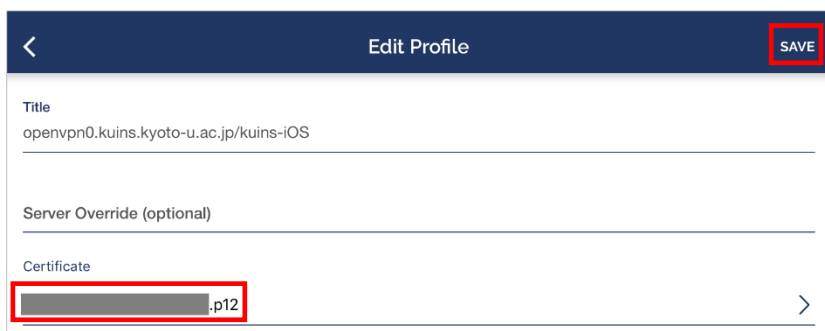 Edit Profile
SAVE
Title
openvpn0.kuins.kyoto-u.ac.jp/kuins-iOS
Server Override (optional)
Certificate
.p12